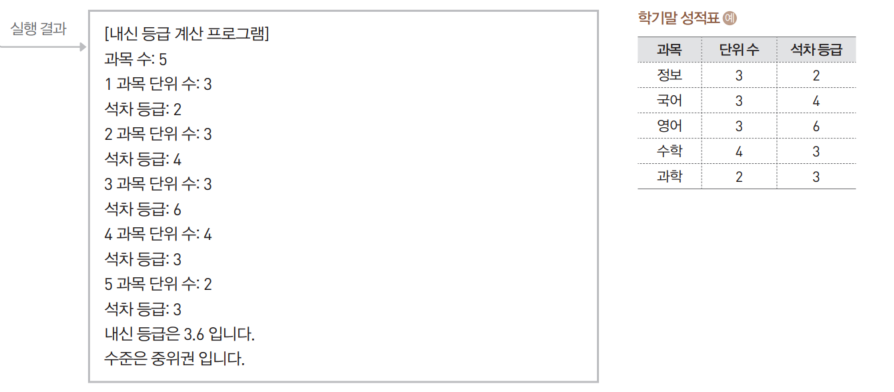 실행 결과
[내신 등급 계산 프로그램]
과목 수: 5
1 과목 단위 수: 3
석차 등급: 2
2 과목 단위 수: 3
석차 등급: 4
3 과목 단위 수: 3
석차 등급: 6
4 과목 단위 수: 4
석차 등급: 3
5 과목 단위 수: 2
석차 등급: 3
내신 등급은 3.6 입니다.
수준은 중위권 입니다.
학기말 성적표 예
과목 단위 수 석차 등급
정보 3 2
국어 3 4
영어 3 6
수학 4 3
과학 2 3